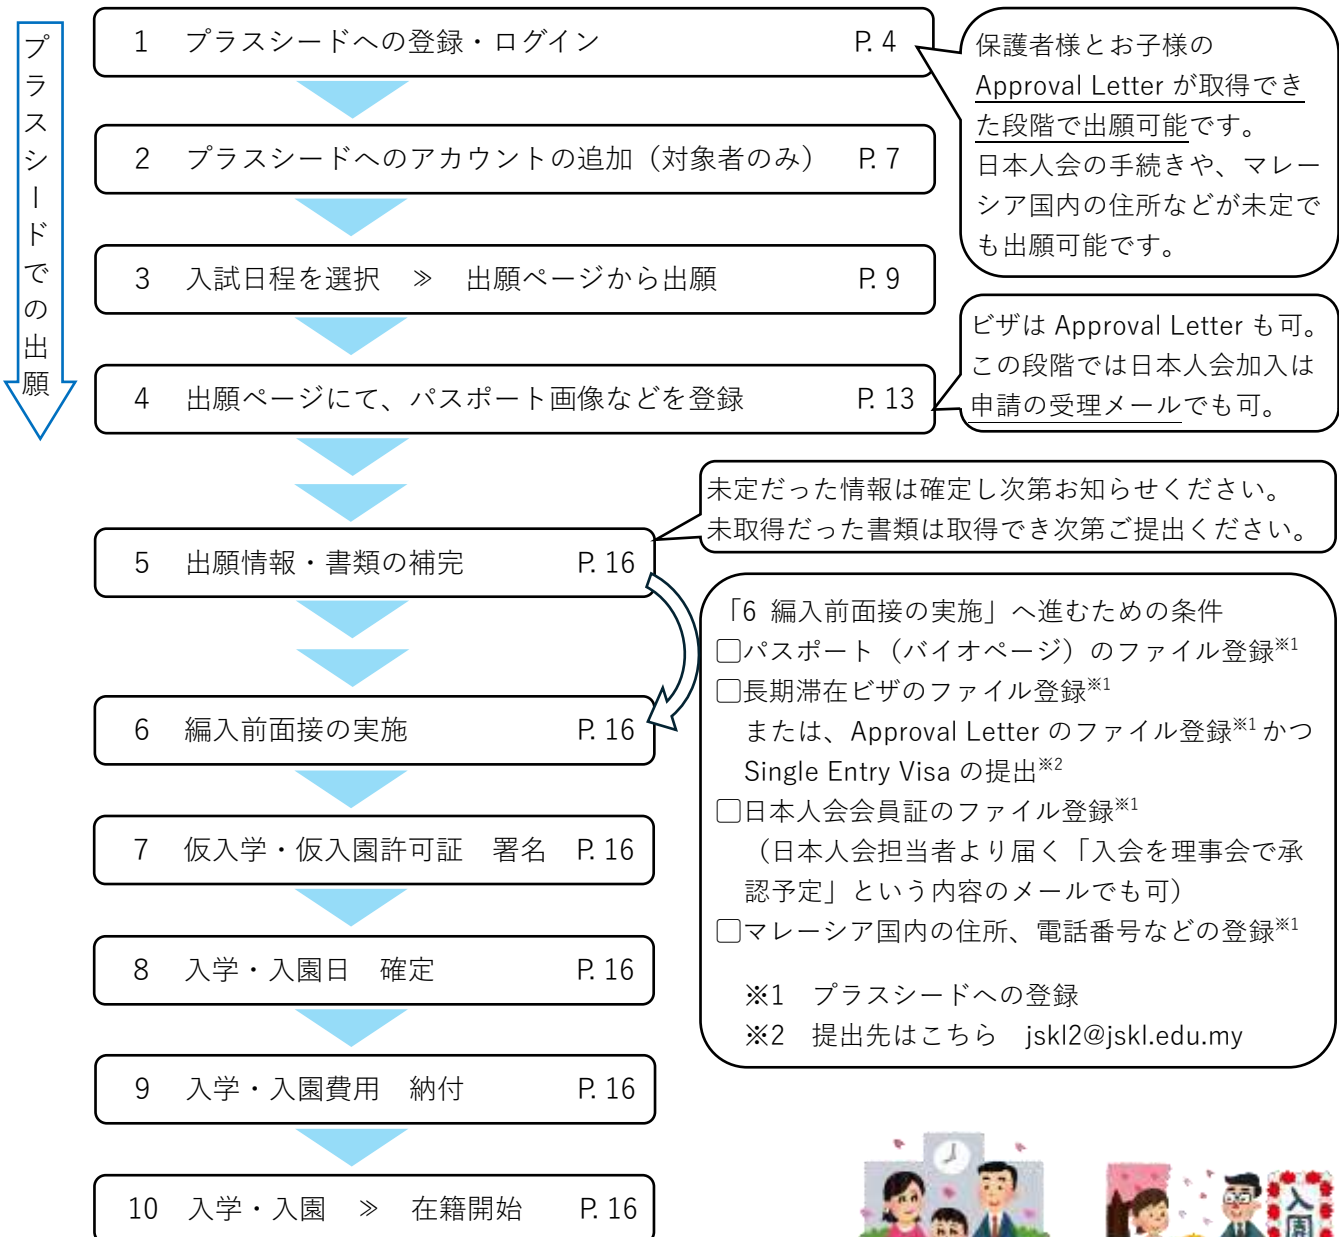 プラスシードでの出願
1 プラスシードへの登録・ログイン P. 4
保護者様とお子様の
Approval Letter が取得でき
た段階で出願可能です。
日本人会の手続きや、マレー
シア国内の住所などが未定で
も出願可能です。
2 プラスシードへのアカウントの追加（対象者のみ） P. 7
3 入試日程を選択 ≫ 出願ページから出願 P. 9
ビザは Approval Letter も可。
この段階では日本人会加入は
申請の受理メールでも可。
4 出願ページにて、パスポート画像などを登録 P. 13
未定だった情報は確定し次第お知らせください。
未取得だった書類は取得でき次第ご提出ください。
5 出願情報・書類の補完 P. 16
「6 編入前面接の実施」へ進むための条件
□パスポート（バイオページ）のファイル登録※1
□長期滞在ビザのファイル登録※1
または、Approval Letter のファイル登録※1 かつ
Single Entry Visa の提出※2
□日本人会会員証のファイル登録※1
（日本人会担当者より届く「入会を理事会で承
認予定」という内容のメールでも可）
□マレーシア国内の住所、電話番号などの登録※1
※1 プラスシードへの登録
※2 提出先はこちら jskl2@jskl.edu.my
6 編入前面接の実施 P. 16
7 仮入学・仮入園許可証 署名 P. 16
8 入学・入園日 確定 P. 16
9 入学・入園費用 納付 P. 16
10 入学・入園 ≫ 在籍開始 P. 16
入園